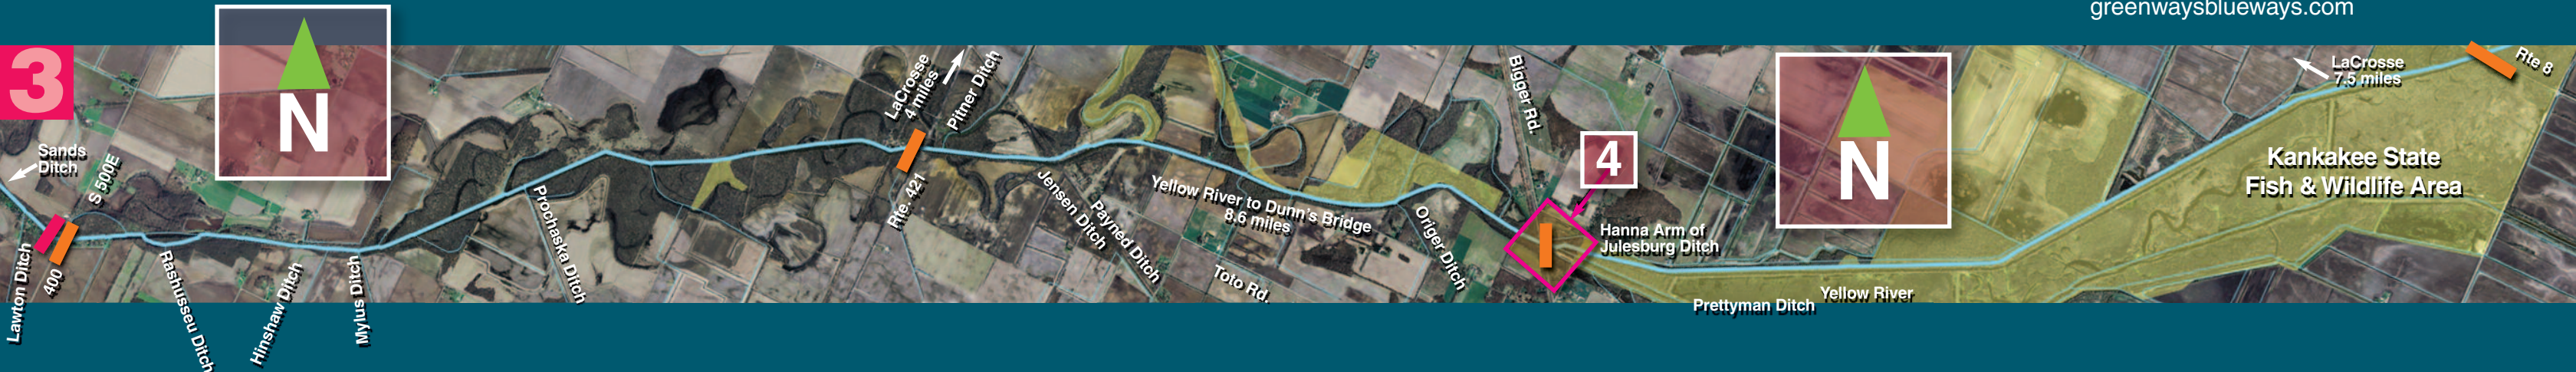 greenwaysblueways.com
3
N
Sands
Ditch
S 500E
Lawton Ditch
400
Rashusseu Ditch
Hinshaw Ditch
Mylus Ditch
Prochaska Ditch
LaCrosse
4 miles
Pitner Ditch
Rte. 421
Jensen Ditch
Payned Ditch
Yellow River to Dunn's Bridge
8.6 miles
Toto Rd.
Origer Ditch
Bigger Rd.
4
Hanna Arm of
Julesburg Ditch
N
Prettyman Ditch
Yellow River
LaCrosse
7.5 miles
Rte 8
Kankakee State
Fish & Wildlife Area